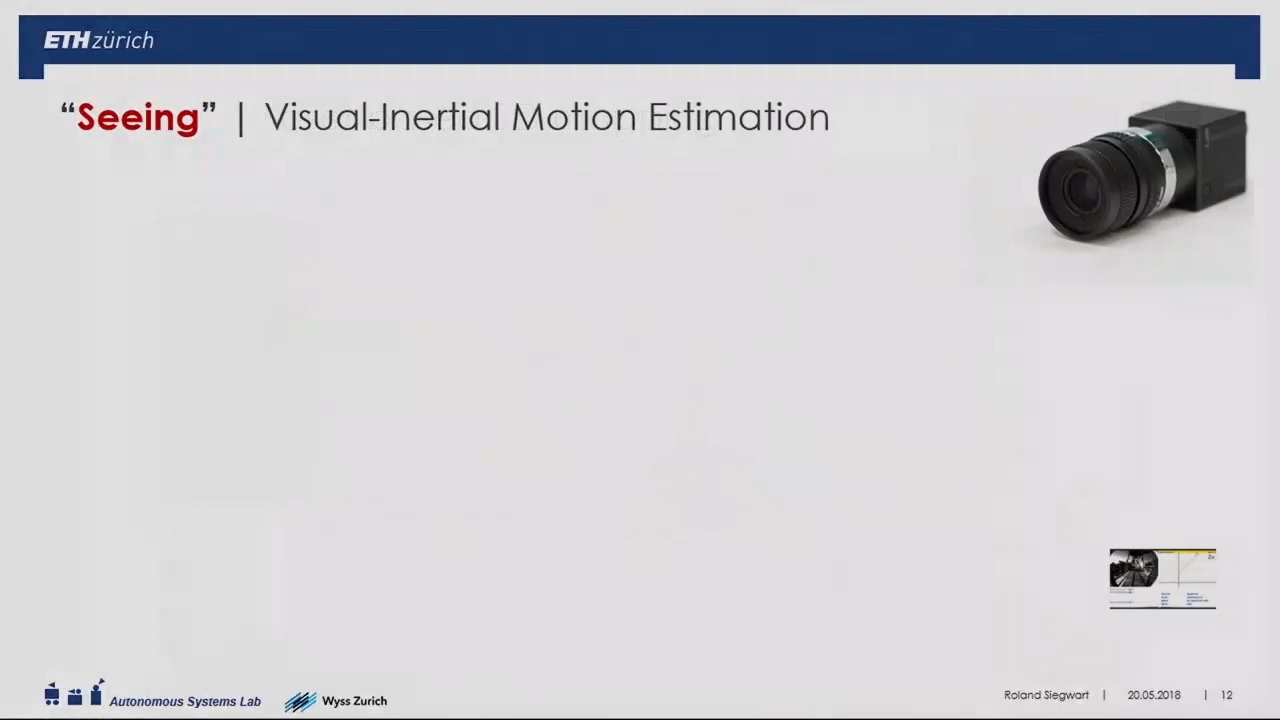 ETH zürich
“Seeing” | Visual-Inertial Motion Estimation
Autonomous Systems Lab
Wyss Zurich
Roland Siegwart | 20.05.2018 | 12